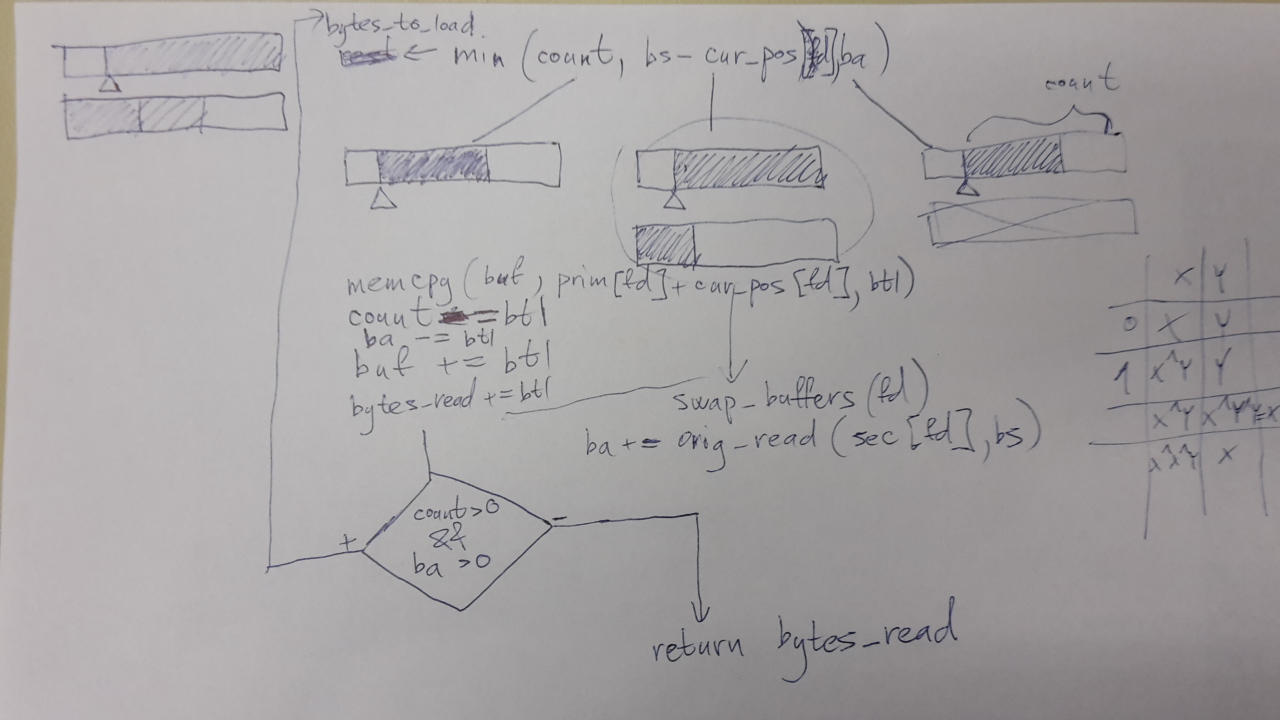 bytes_to_load
← min (count, bs - cur_pos[fd], ba)
count
memcpy (buf, prim[fd] + cur_pos[fd], btl)
count -= btl
ba -= btl
buf += btl
bytes_read += btl
swap_buffers (fd)
ba += orig_read (sec[fd], bs)
count > 0
&&
ba > 0
+
-
return bytes_read
X Y
0 X Y
1 X^Y Y
X^Y X^Y^Y=X
X^X^Y X